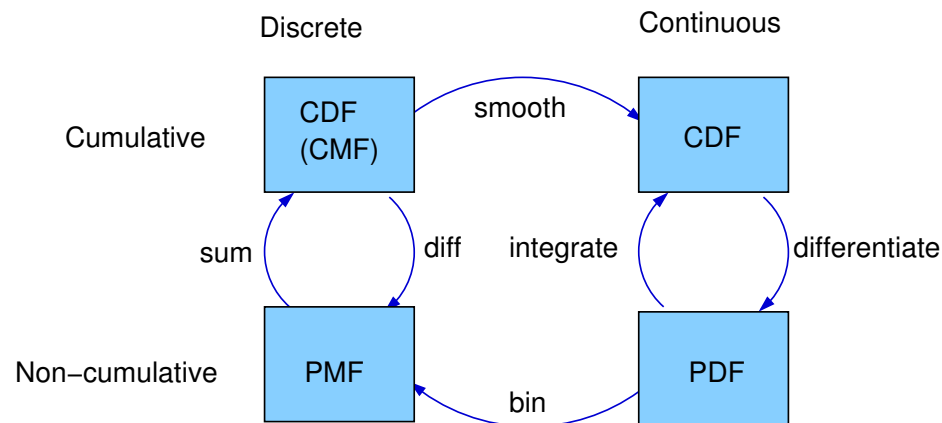 Discrete
Continuous
Cumulative
CDF
(CMF)
smooth
CDF
sum
diff
integrate
differentiate
Non−cumulative
PMF
bin
PDF